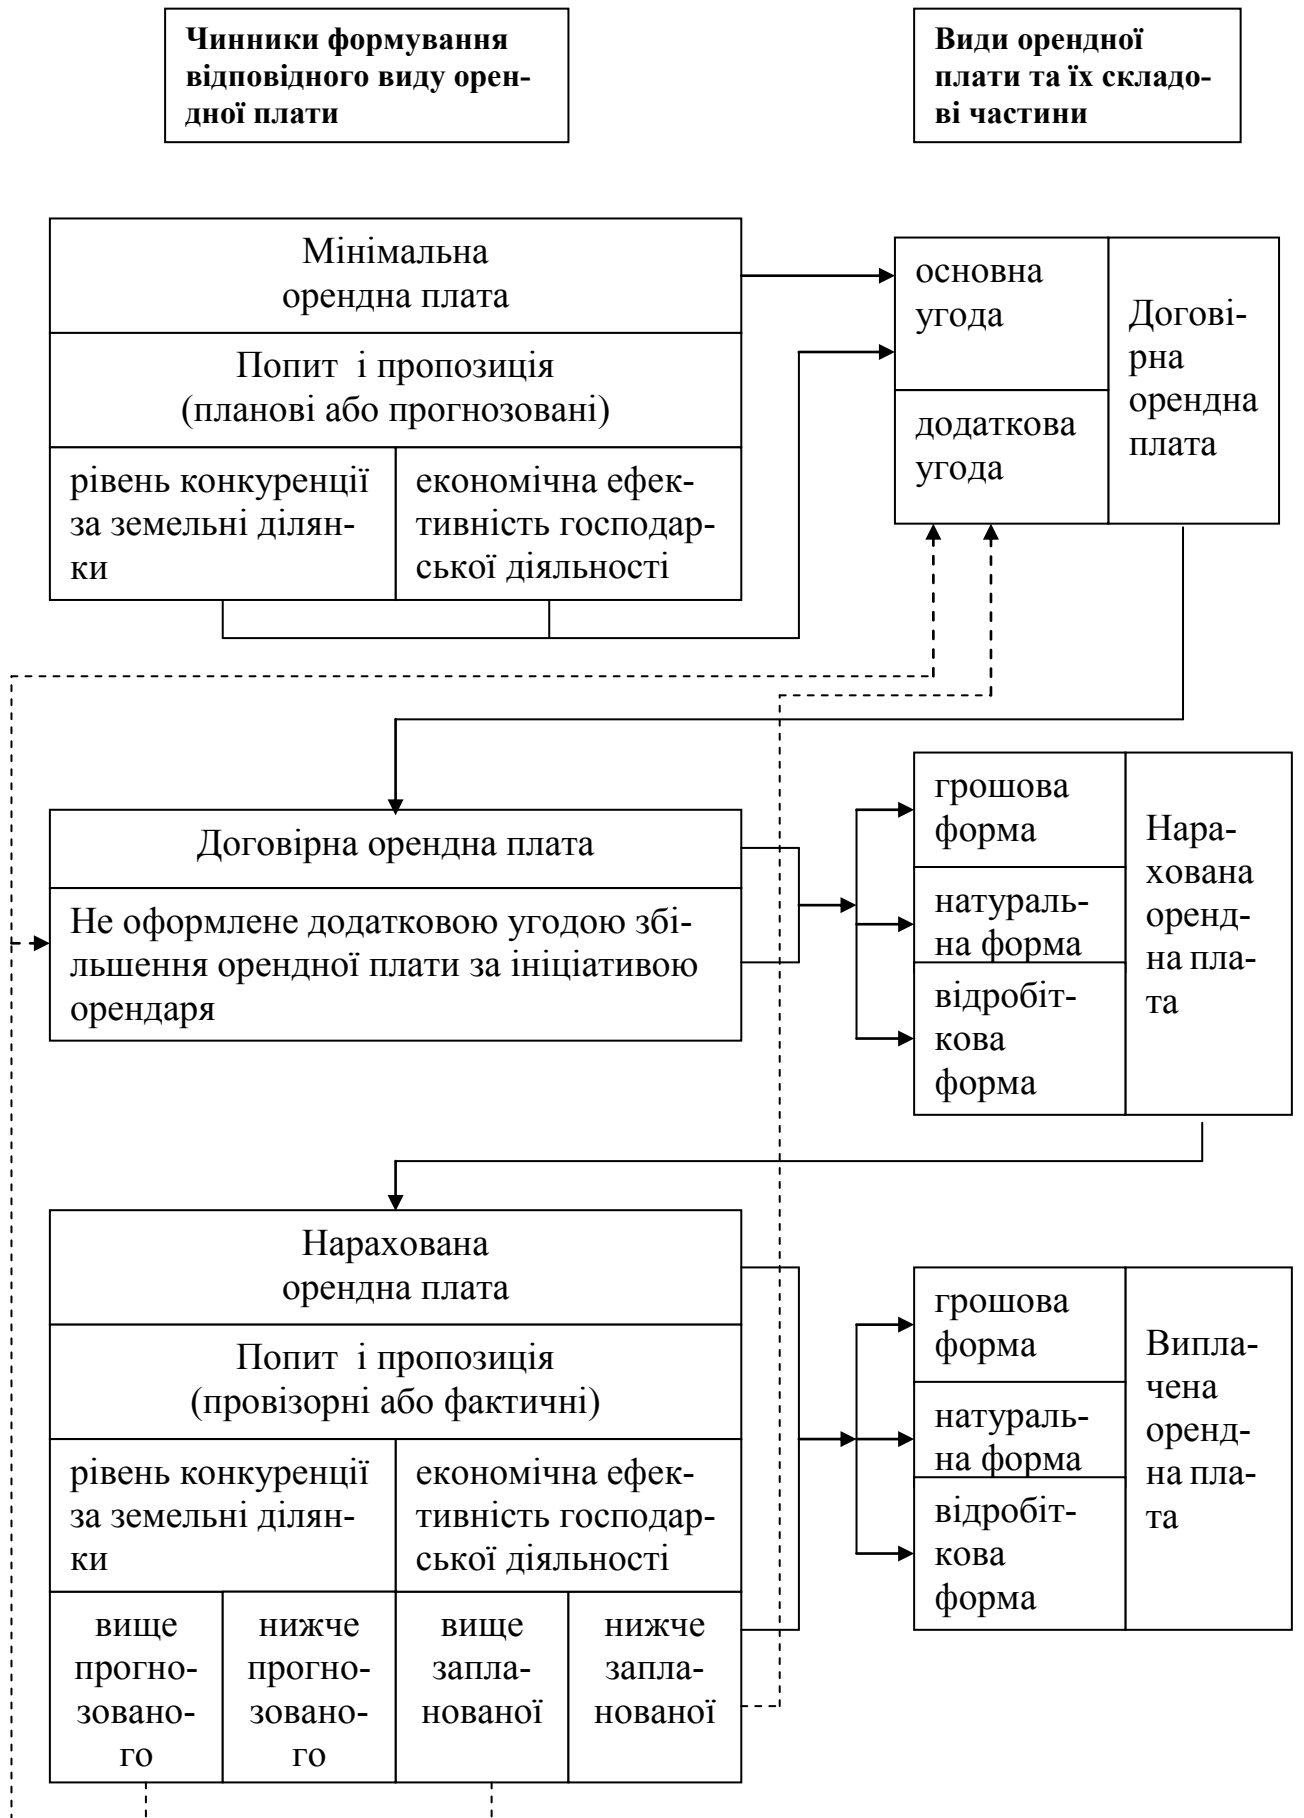 Чинники формування
відповідного виду орен-
дної плати
Види орендної
плати та їх складо-
ві частини
Мінімальна
орендна плата
Попит і пропозиція
(планові або прогнозовані)
рівень конкуренції
за земельні ділян-
ки
економічна ефек-
тивність господар-
ської діяльності
основна
угода
додаткова
угода
Догові-
рна
орендна
плата
Договірна орендна плата
Не оформлене додатковою угодою збі-
льшення орендної плати за ініціативою
орендаря
грошова
форма
натураль-
на форма
відробіт-
кова
форма
Нара-
хована
оренд-
на пла-
та
Нарахована
орендна плата
Попит і пропозиція
(провізорні або фактичні)
рівень конкуренції
за земельні ділян-
ки
економічна ефек-
тивність господар-
ської діяльності
вище
прогно-
зовано-
го
нижче
прогно-
зовано-
го
вище
запла-
нованої
нижче
запла-
нованої
грошова
форма
натураль-
на форма
відробіт-
кова
форма
Випла-
чена
оренд-
на пла-
та